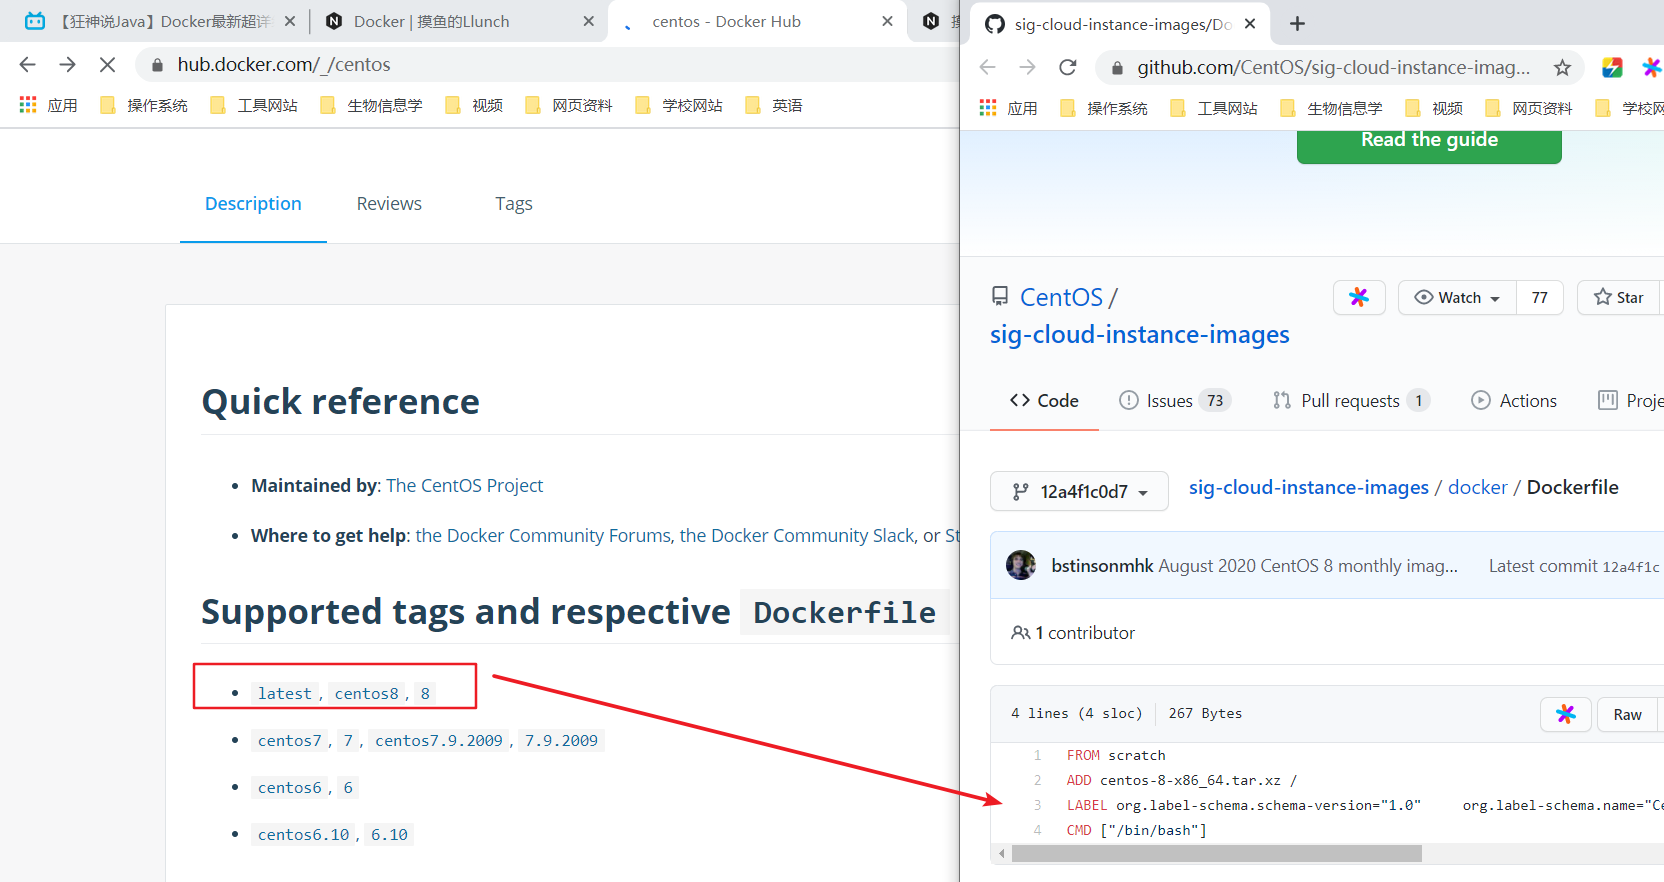 【狂神说Java】Docker最新超详
Docker | 摸鱼的Llunch
centos - Docker Hub
hub.docker.com/_/centos
应用 操作系统 工具网站 生物信息学 视频 网页资料 学校网站 英语
Description Reviews Tags
Quick reference
• Maintained by: The CentOS Project
• Where to get help: the Docker Community Forums, the Docker Community Slack, or St
Supported tags and respective Dockerfile
• latest, centos8, 8
• centos7, 7, centos7.9.2009, 7.9.2009
• centos6, 6
• centos6.10, 6.10
sig-cloud-instance-images/Do
github.com/CentOS/sig-cloud-instance-imag...
应用 操作系统 工具网站 生物信息学 视频 网页资料 学校网
Read the guide
CentOS /
sig-cloud-instance-images
Watch 77 Star
Code Issues 73 Pull requests 1 Actions Proje
12a4f1c0d7 sig-cloud-instance-images / docker / Dockerfile
bstinsonmhk August 2020 CentOS 8 monthly imag... Latest commit 12a4f1c
1 contributor
4 lines (4 sloc) 267 Bytes Raw
1 FROM scratch
2 ADD centos-8-x86_64.tar.xz /
3 LABEL org.label-schema.schema-version="1.0" org.label-schema.name="Ce
4 CMD ["/bin/bash"]